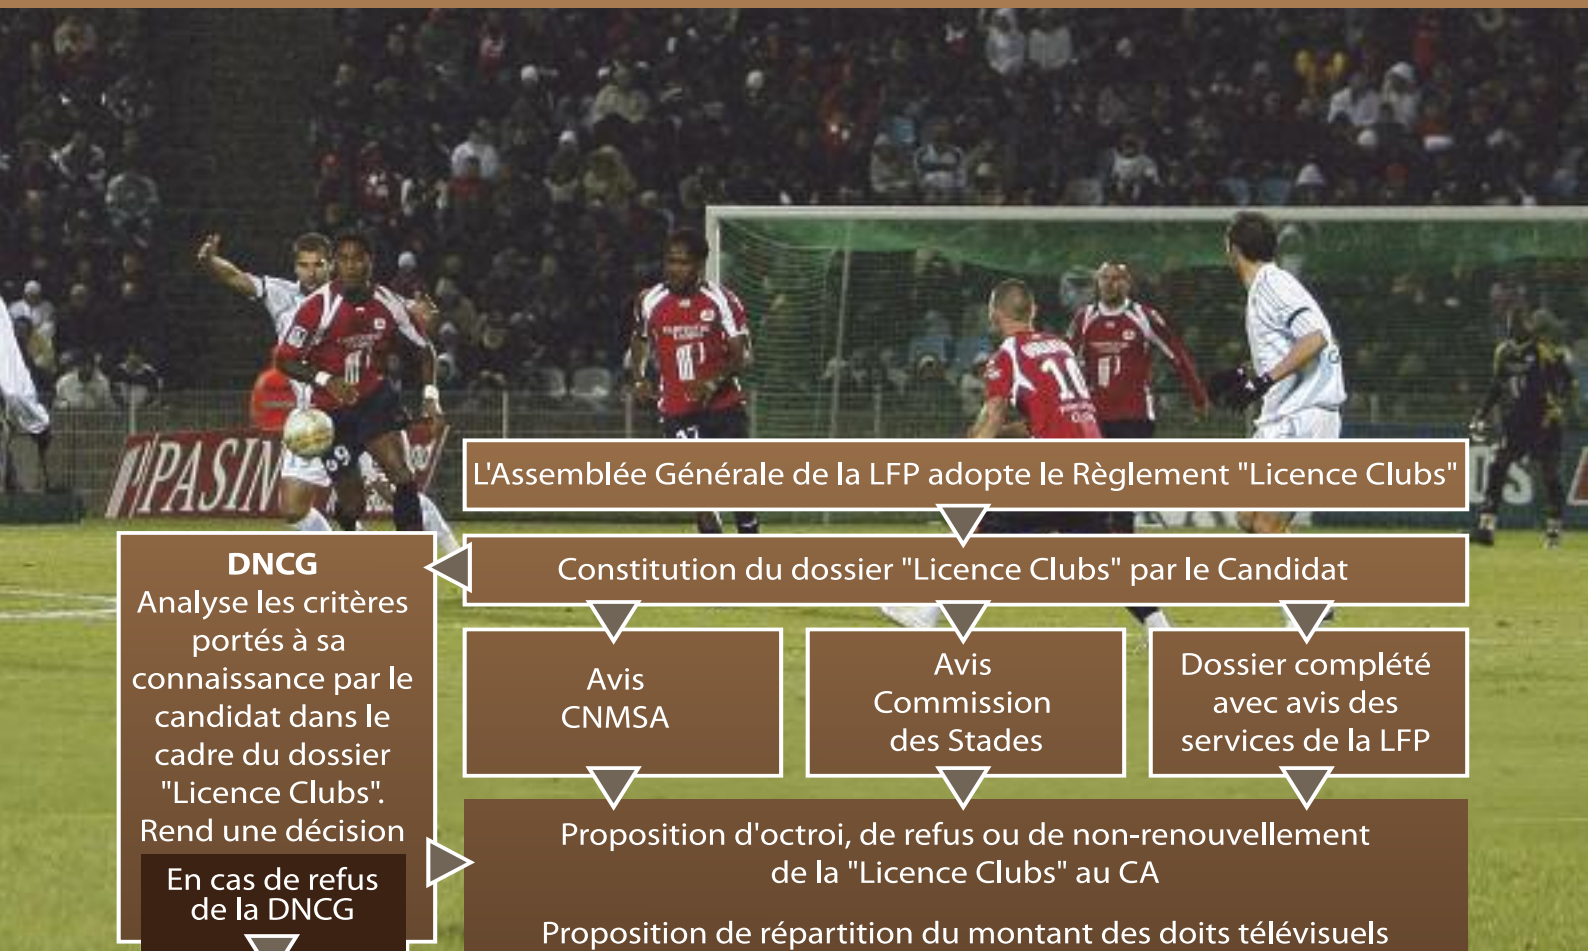 L'Assemblée Générale de la LFP adopte le Règlement "Licence Clubs"
Constitution du dossier "Licence Clubs" par le Candidat
DNCG
Analyse les critères
portés à sa
connaissance par le
candidat dans le
cadre du dossier
"Licence Clubs".
Rend une décision
En cas de refus
de la DNCG
Avis
CNMSA
Avis
Commission
des Stades
Dossier complété
avec avis des
services de la LFP
Proposition d'octroi, de refus ou de non-renouvellement
de la "Licence Clubs" au CA
Proposition de répartition du montant des doits télévisuels
PASIN
10